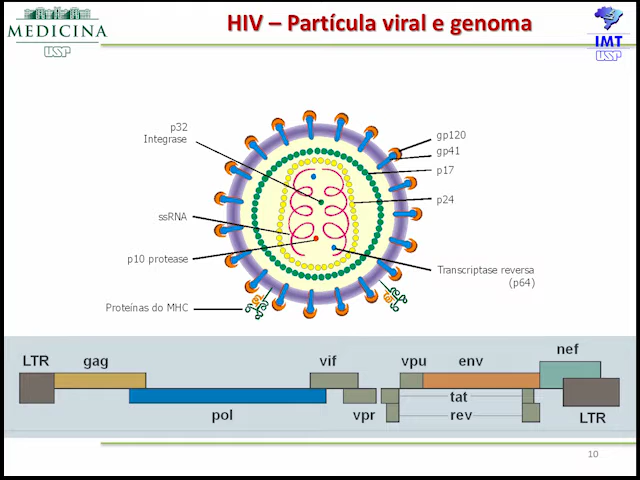 MEDICINA
USP
HIV – Partícula viral e genoma
IMT
USP
p32
Integrase
ssRNA
p10 protease
Proteínas do MHC
gp120
gp41
p17
p24
Transcriptase reversa
(p64)
LTR
gag
pol
vif
vpr
vpu
env
tat
rev
nef
LTR
10